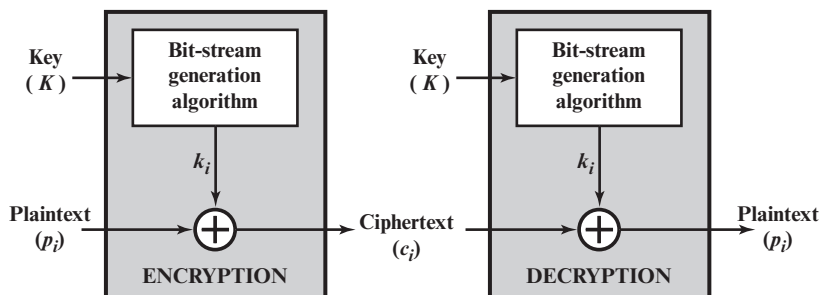 Key
( K )
Bit-stream
generation
algorithm
k_i
Plaintext
(p_i)
ENCRYPTION
Ciphertext
(c_i)
Key
( K )
Bit-stream
generation
algorithm
k_i
DECRYPTION
Plaintext
(p_i)